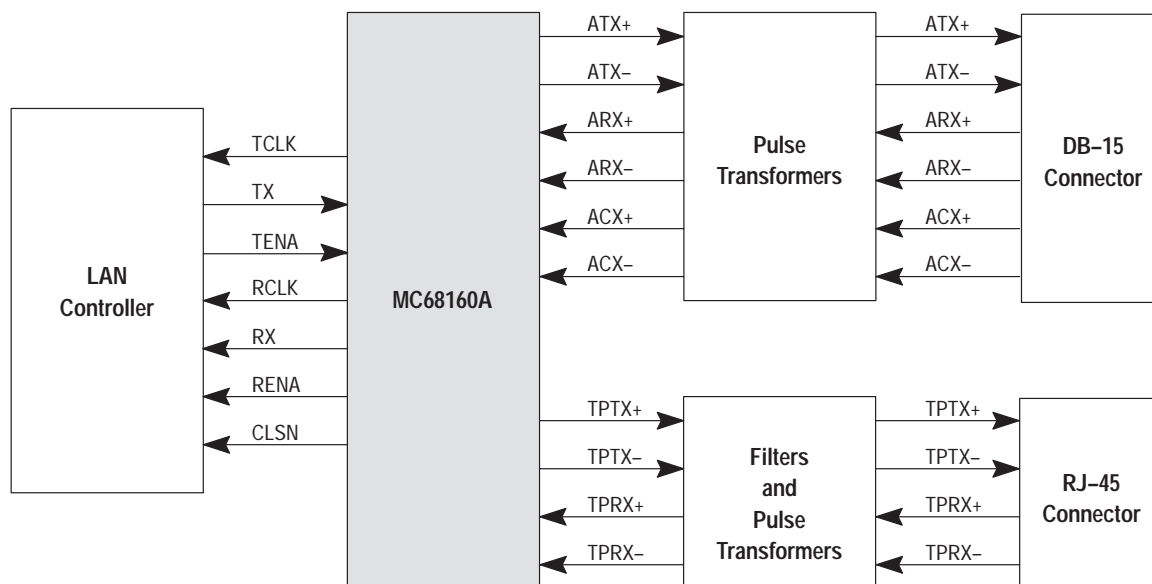 LAN
Controller
TCLK
TX
TENA
RCLK
RX
RENA
CLSN
MC68160A
ATX+
ATX–
ARX+
ARX–
ACX+
ACX–
Pulse
Transformers
ATX+
ATX–
ARX+
ARX–
ACX+
ACX–
DB–15
Connector
TPTX+
TPTX–
TPRX+
TPRX–
Filters
and
Pulse
Transformers
TPTX+
TPTX–
TPRX+
TPRX–
RJ–45
Connector